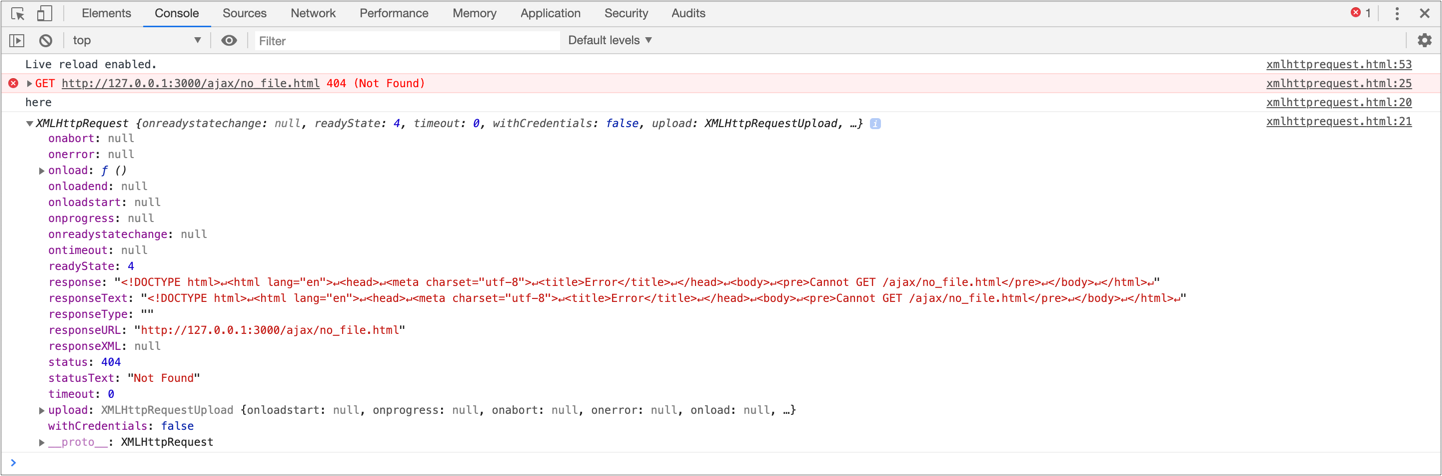 Elements Console Sources Network Performance Memory Application Security Audits 1
top Filter Default levels
Live reload enabled. xmlhttprequest.html:53
GET http://127.0.0.1:3000/ajax/no_file.html 404 (Not Found) xmlhttprequest.html:25
here xmlhttprequest.html:20
XMLHttpRequest {onreadystatechange: null, readyState: 4, timeout: 0, withCredentials: false, upload: XMLHttpRequestUpload, …} i xmlhttprequest.html:21
onabort: null
onerror: null
onload: ƒ ()
onloadend: null
onloadstart: null
onprogress: null
onreadystatechange: null
ontimeout: null
readyState: 4
response: "<!DOCTYPE html>↵<html lang="en">↵<head>↵<meta charset="utf-8">↵<title>Error</title>↵</head>↵<body>↵<pre>Cannot GET /ajax/no_file.html</pre>↵</body>↵</html>↵"
responseText: "<!DOCTYPE html>↵<html lang="en">↵<head>↵<meta charset="utf-8">↵<title>Error</title>↵</head>↵<body>↵<pre>Cannot GET /ajax/no_file.html</pre>↵</body>↵</html>↵"
responseType: ""
responseURL: "http://127.0.0.1:3000/ajax/no_file.html"
responseXML: null
status: 404
statusText: "Not Found"
timeout: 0
upload: XMLHttpRequestUpload {onloadstart: null, onprogress: null, onabort: null, onerror: null, onload: null, …}
withCredentials: false
__proto__: XMLHttpRequest